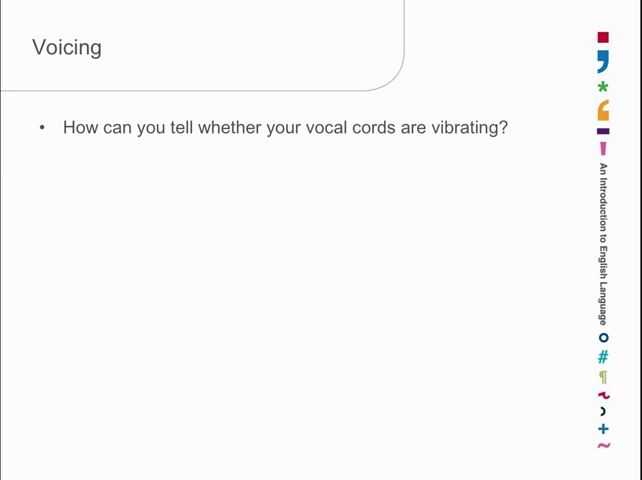 Voicing
• How can you tell whether your vocal cords are vibrating?
An Introduction to English Language